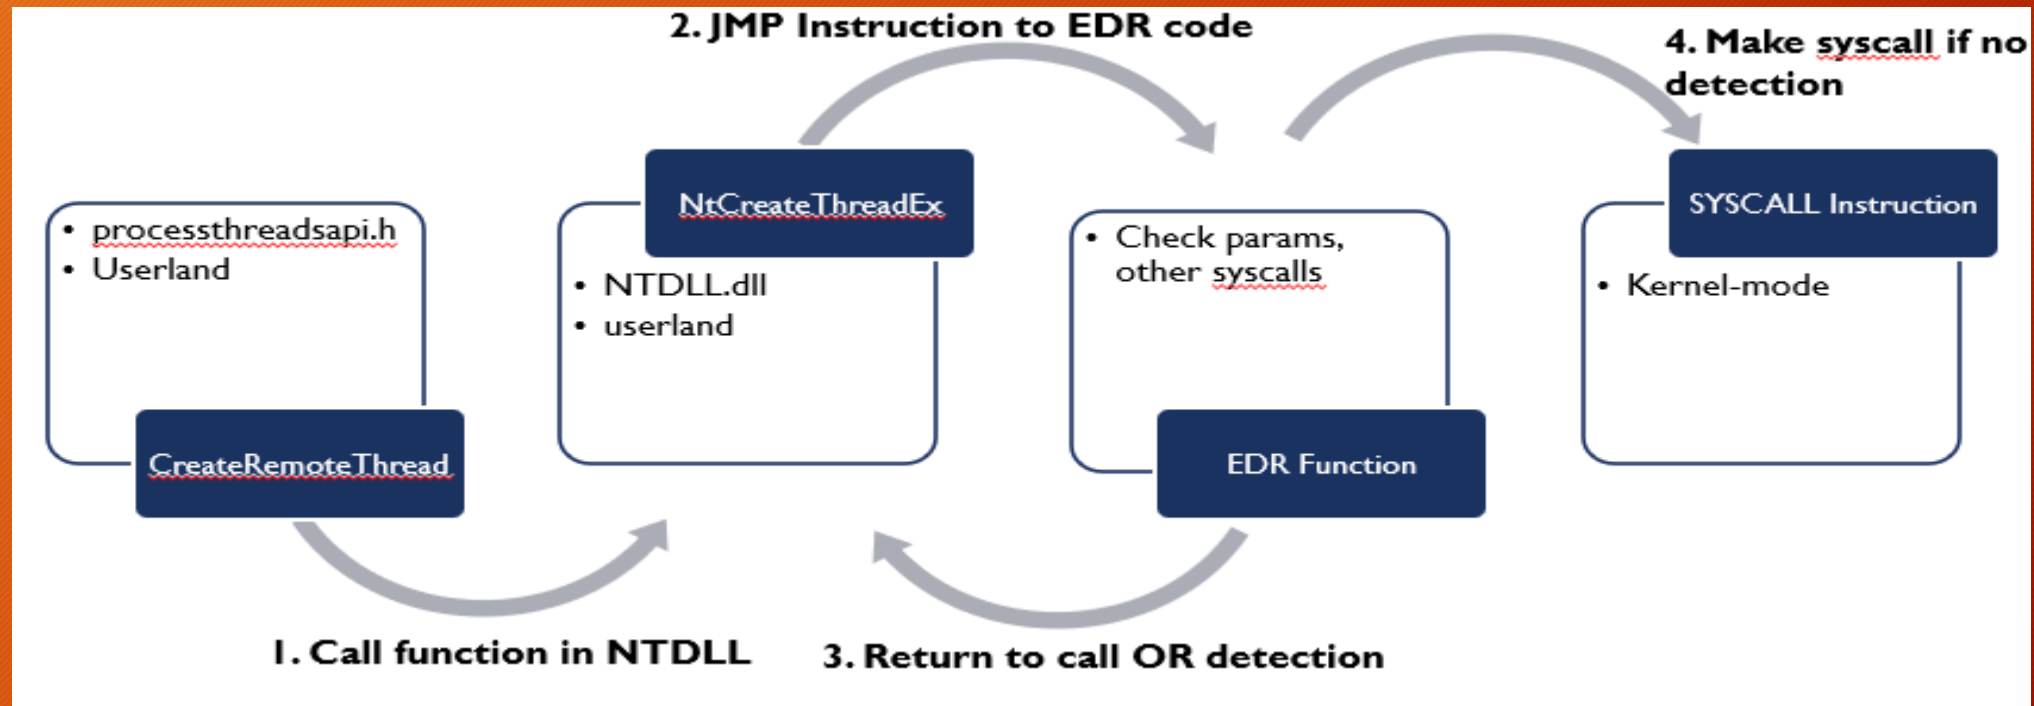 2. JMP Instruction to EDR code
4. Make syscall if no
detection
• processthreadsapi.h
• Userland
CreateRemoteThread
NtCreateThreadEx
• NTDLL.dll
• userland
• Check params,
other syscalls
EDR Function
SYSCALL Instruction
• Kernel-mode
1. Call function in NTDLL
3. Return to call OR detection